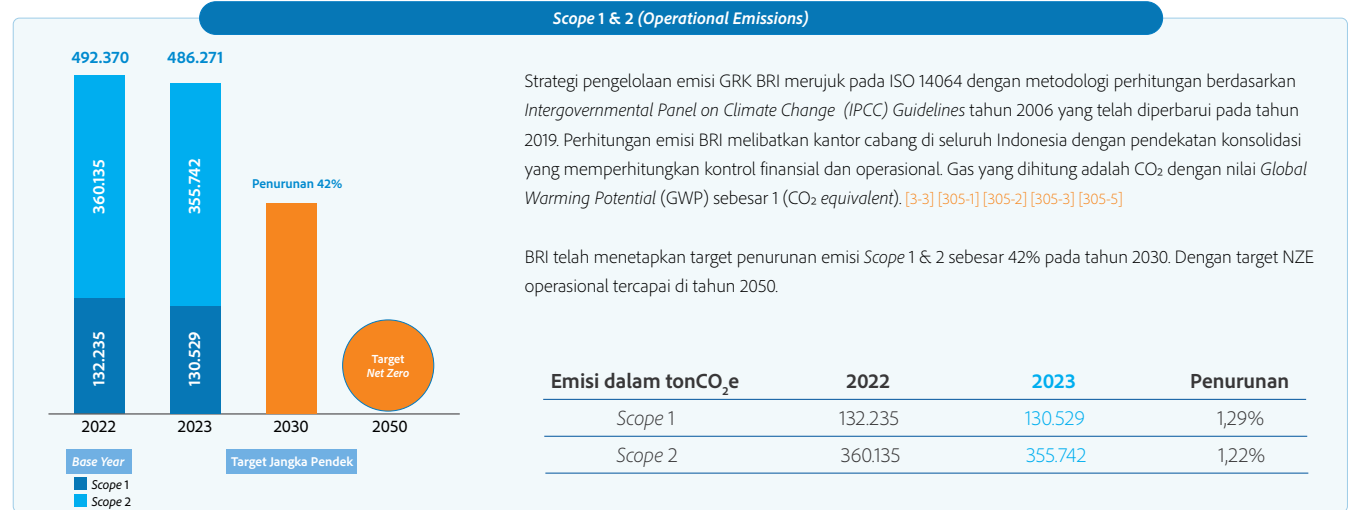 Scope 1 & 2 (Operational Emissions)
492.370
486.271
360.135
355.742
132.235
130.529
Penurunan 42%
Target
Net Zero
2022
2023
2030
2050
Base Year
Target Jangka Pendek
Scope 1
Scope 2
Strategi pengelolaan emisi GRK BRI merujuk pada ISO 14064 dengan metodologi perhitungan berdasarkan
Intergovernmental Panel on Climate Change (IPCC) Guidelines tahun 2006 yang telah diperbarui pada tahun
2019. Perhitungan emisi BRI melibatkan kantor cabang di seluruh Indonesia dengan pendekatan konsolidasi
yang memperhitungkan kontrol finansial dan operasional. Gas yang dihitung adalah CO₂ dengan nilai Global
Warming Potential (GWP) sebesar 1 (CO₂ equivalent). [3-3] [305-1] [305-2] [305-3] [305-5]
BRI telah menetapkan target penurunan emisi Scope 1 & 2 sebesar 42% pada tahun 2030. Dengan target NZE
operasional tercapai di tahun 2050.
Emisi dalam tonCO₂e 2022 2023 Penurunan
Scope 1 132.235 130.529 1,29%
Scope 2 360.135 355.742 1,22%